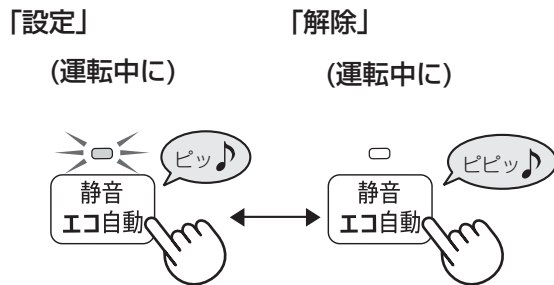 「設定」
「解除」
(運転中に)
(運転中に)
ピッ♪
ピピッ♪
静音
エコ自動
静音
エコ自動